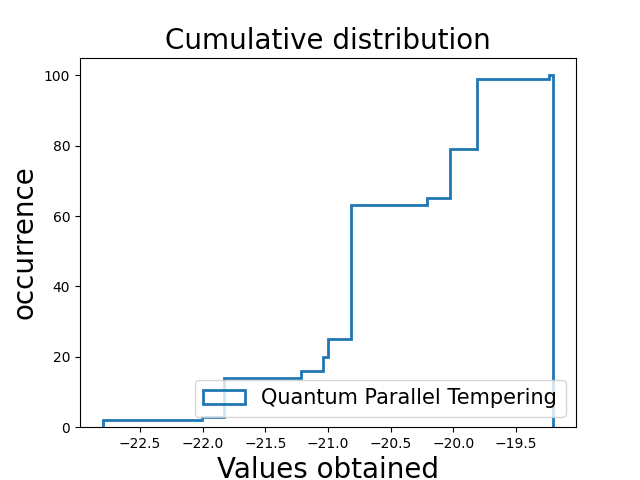 Cumulative distribution
occurrence
100
80
60
40
20
0
Quantum Parallel Tempering
−22.5 −22.0 −21.5 −21.0 −20.5 −20.0 −19.5
Values obtained